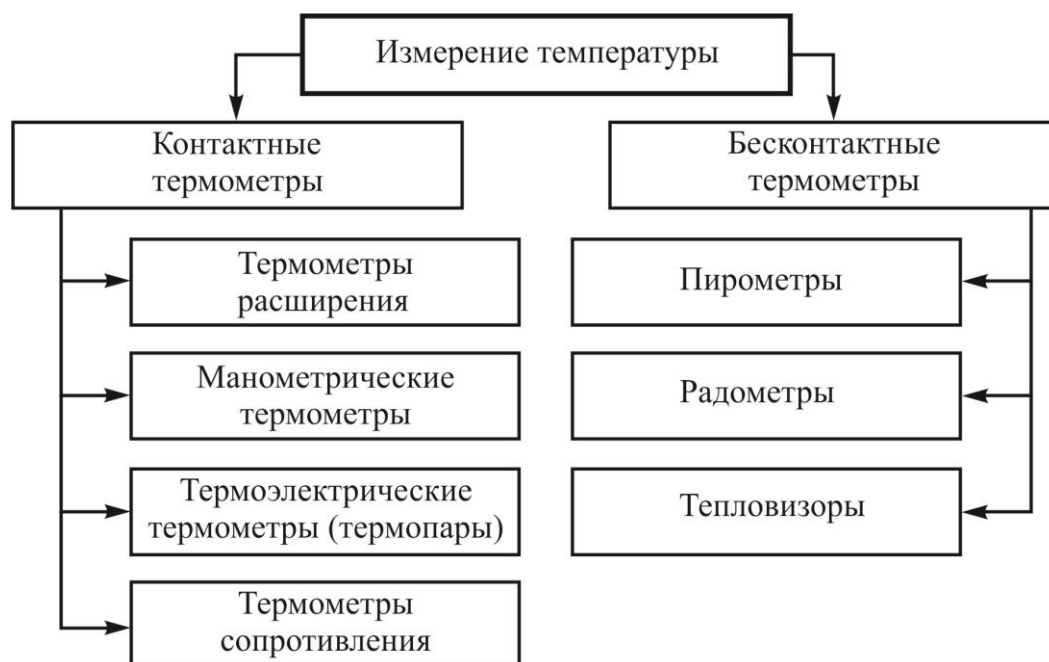 Измерение температуры
Контактные
термометры
Бесконтактные
термометры
Термометры
расширения
Манометрические
термометры
Термоэлектрические
термометры (термопары)
Термометры
сопротивления
Пирометры
Радометры
Тепловизоры